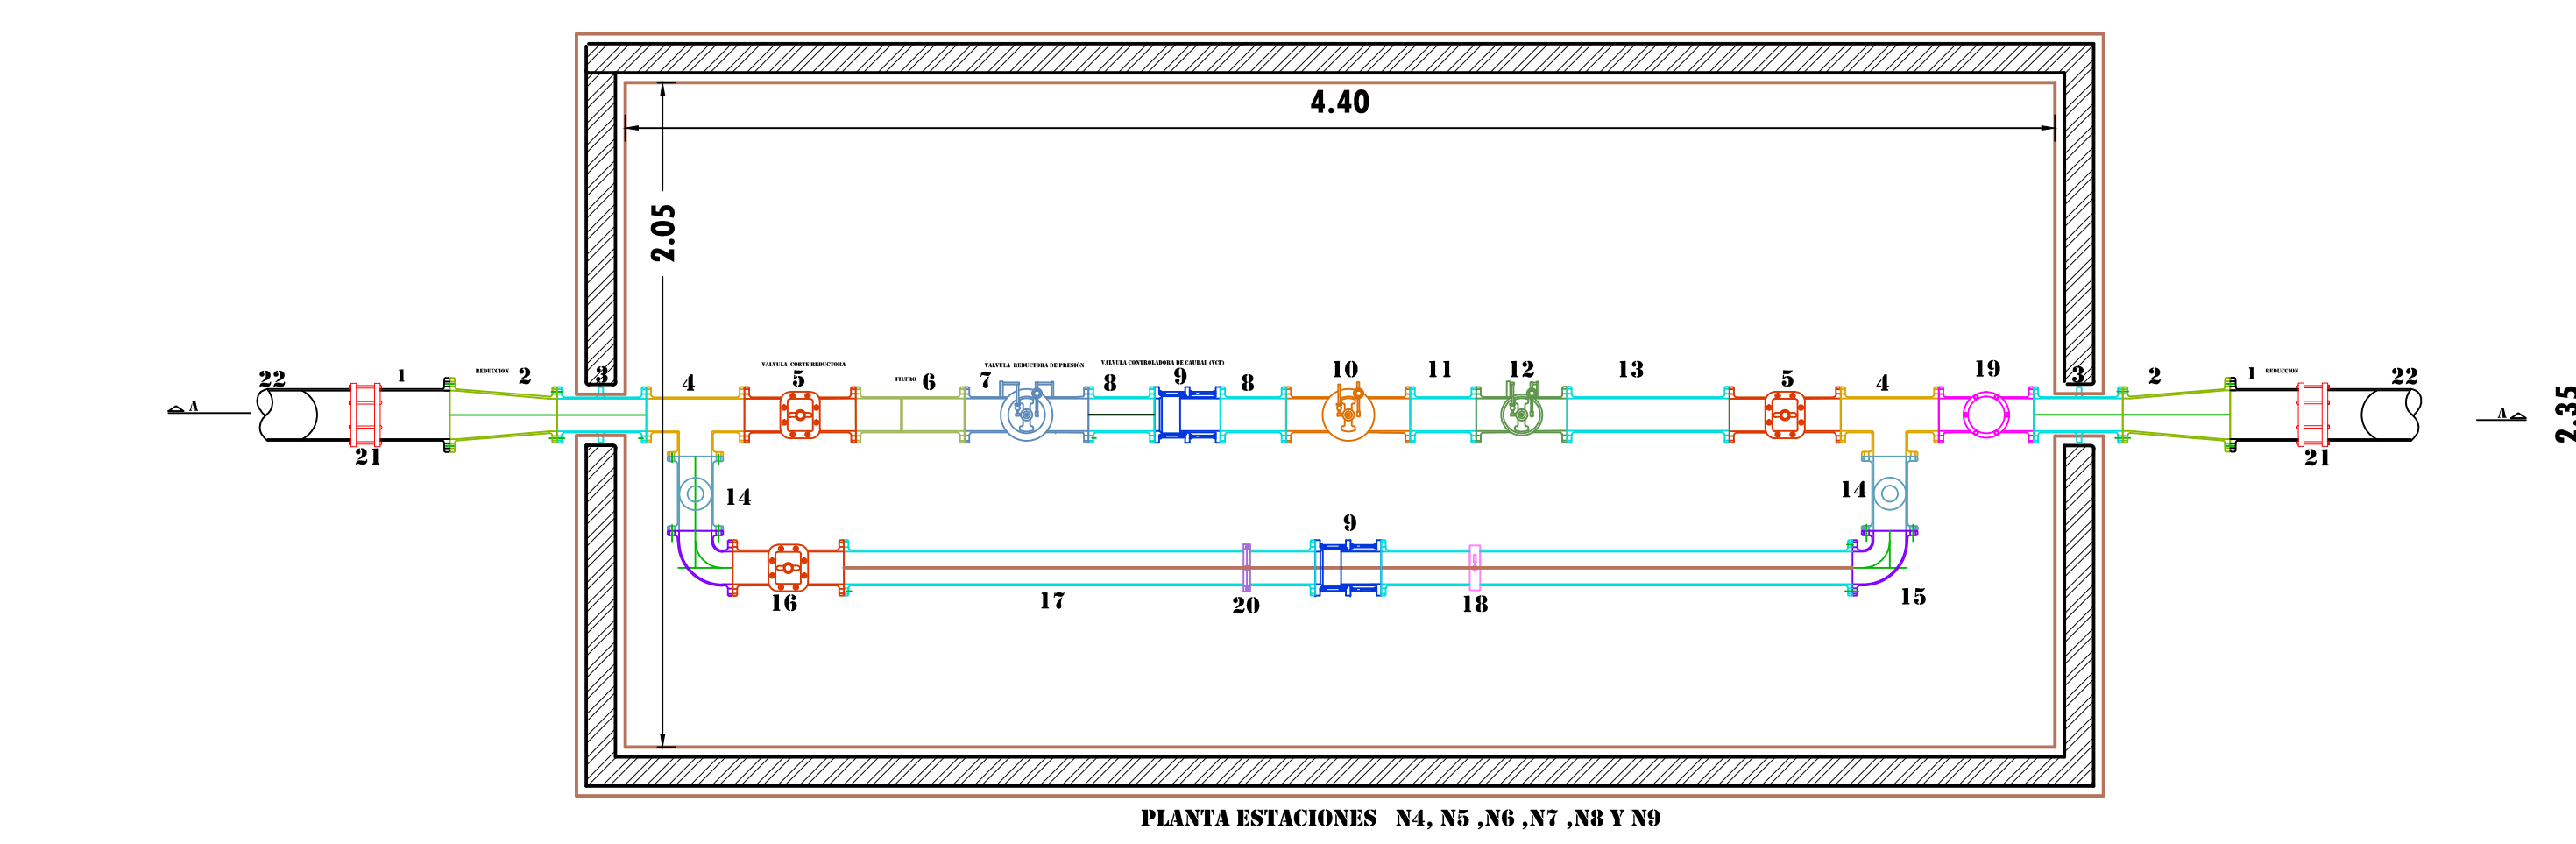 4.40
2.05
VALVULA CORTE REDUCTORA
VALVULA REDUCTORA DE PRESIÓN
VALVULA CONTROLADORA DE CAUDAL (VCF)
22 1 REDUCCION 2 3 4 5 FILTRO 6 7 8 9 8 10 11 12 13 5 4 19 3 2 1 REDUCCION 22
A
A
2.35
21
21
14
14
9
16
17
20
18
15
PLANTA ESTACIONES N4, N5 ,N6 ,N7 ,N8 Y N9